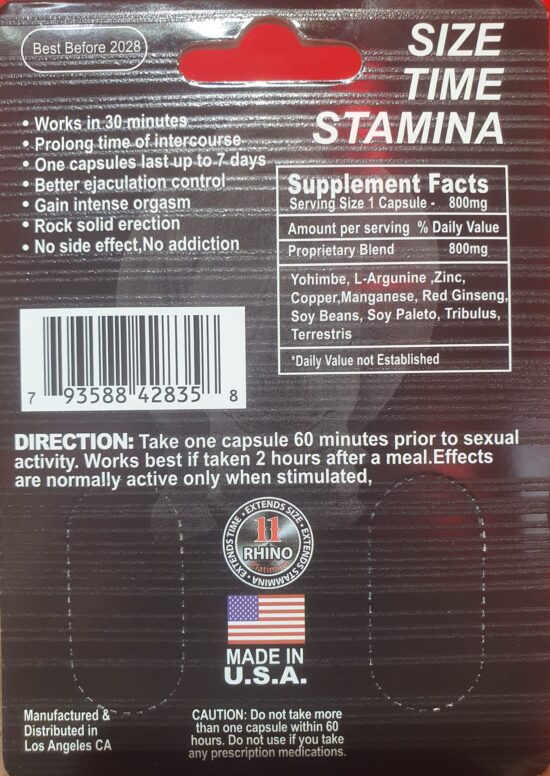 Best Before 2028
SIZE
TIME
STAMINA
• Works in 30 minutes
• Prolong time of intercourse
• One capsules last up to 7 days
• Better ejaculation control
• Gain intense orgasm
• Rock solid erection
• No side effect,No addiction
Supplement Facts
Serving Size 1 Capsule - 800mg
Amount per serving % Daily Value
Proprietary Blend 800mg
Yohimbe, L-Argunine ,Zinc,
Copper,Manganese, Red Ginseng,
Soy Beans, Soy Paleto, Tribulus,
Terrestris
*Daily Value not Established
7 93588 42835 8
DIRECTION: Take one capsule 60 minutes prior to sexual
activity. Works best if taken 2 hours after a meal.Effects
are normally active only when stimulated,
• EXTENDS SIZE • EXTENDS STAMMINA • EXTENDS TIME
11
RHINO
Platinum
MADE IN
U.S.A.
Manufactured &
Distributed in
Los Angeles CA
CAUTION: Do not take more
than one capsule within 60
hours. Do not use if you take
any prescription medications.